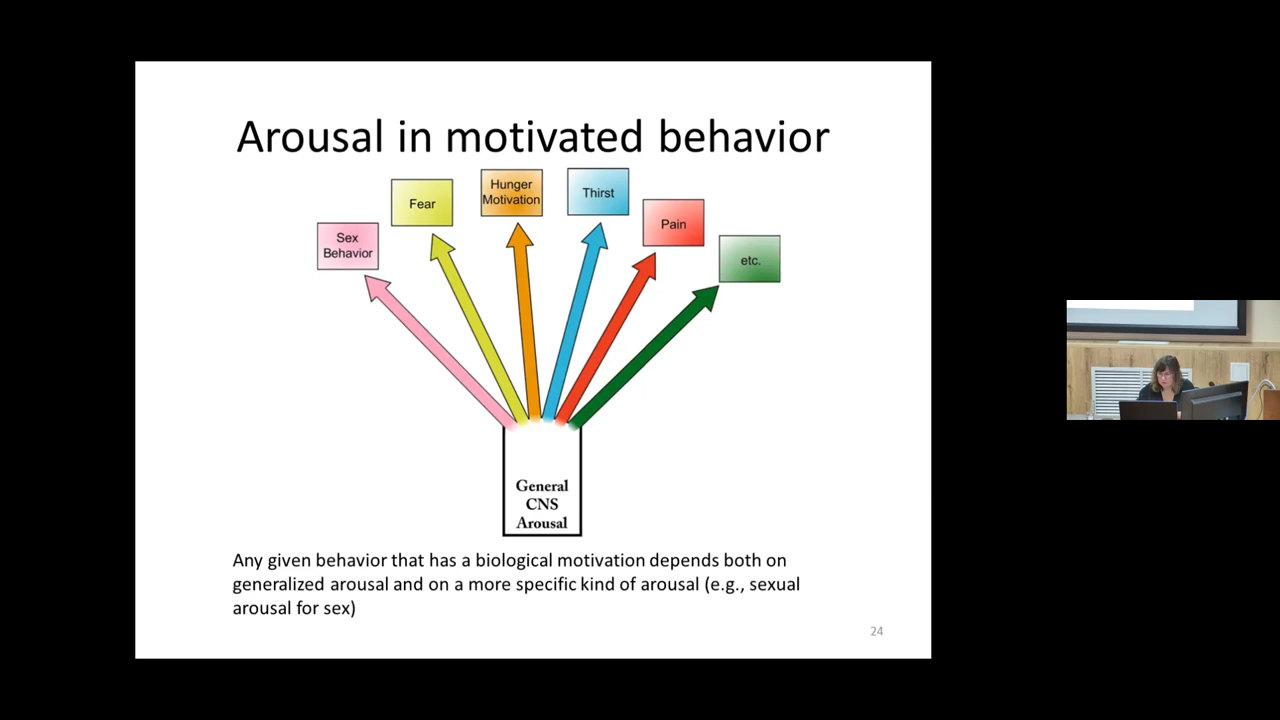 Arousal in motivated behavior
Sex
Behavior
Fear
Hunger
Motivation
Thirst
Pain
etc.
General
CNS
Arousal
Any given behavior that has a biological motivation depends both on
generalized arousal and on a more specific kind of arousal (e.g., sexual
arousal for sex)
24